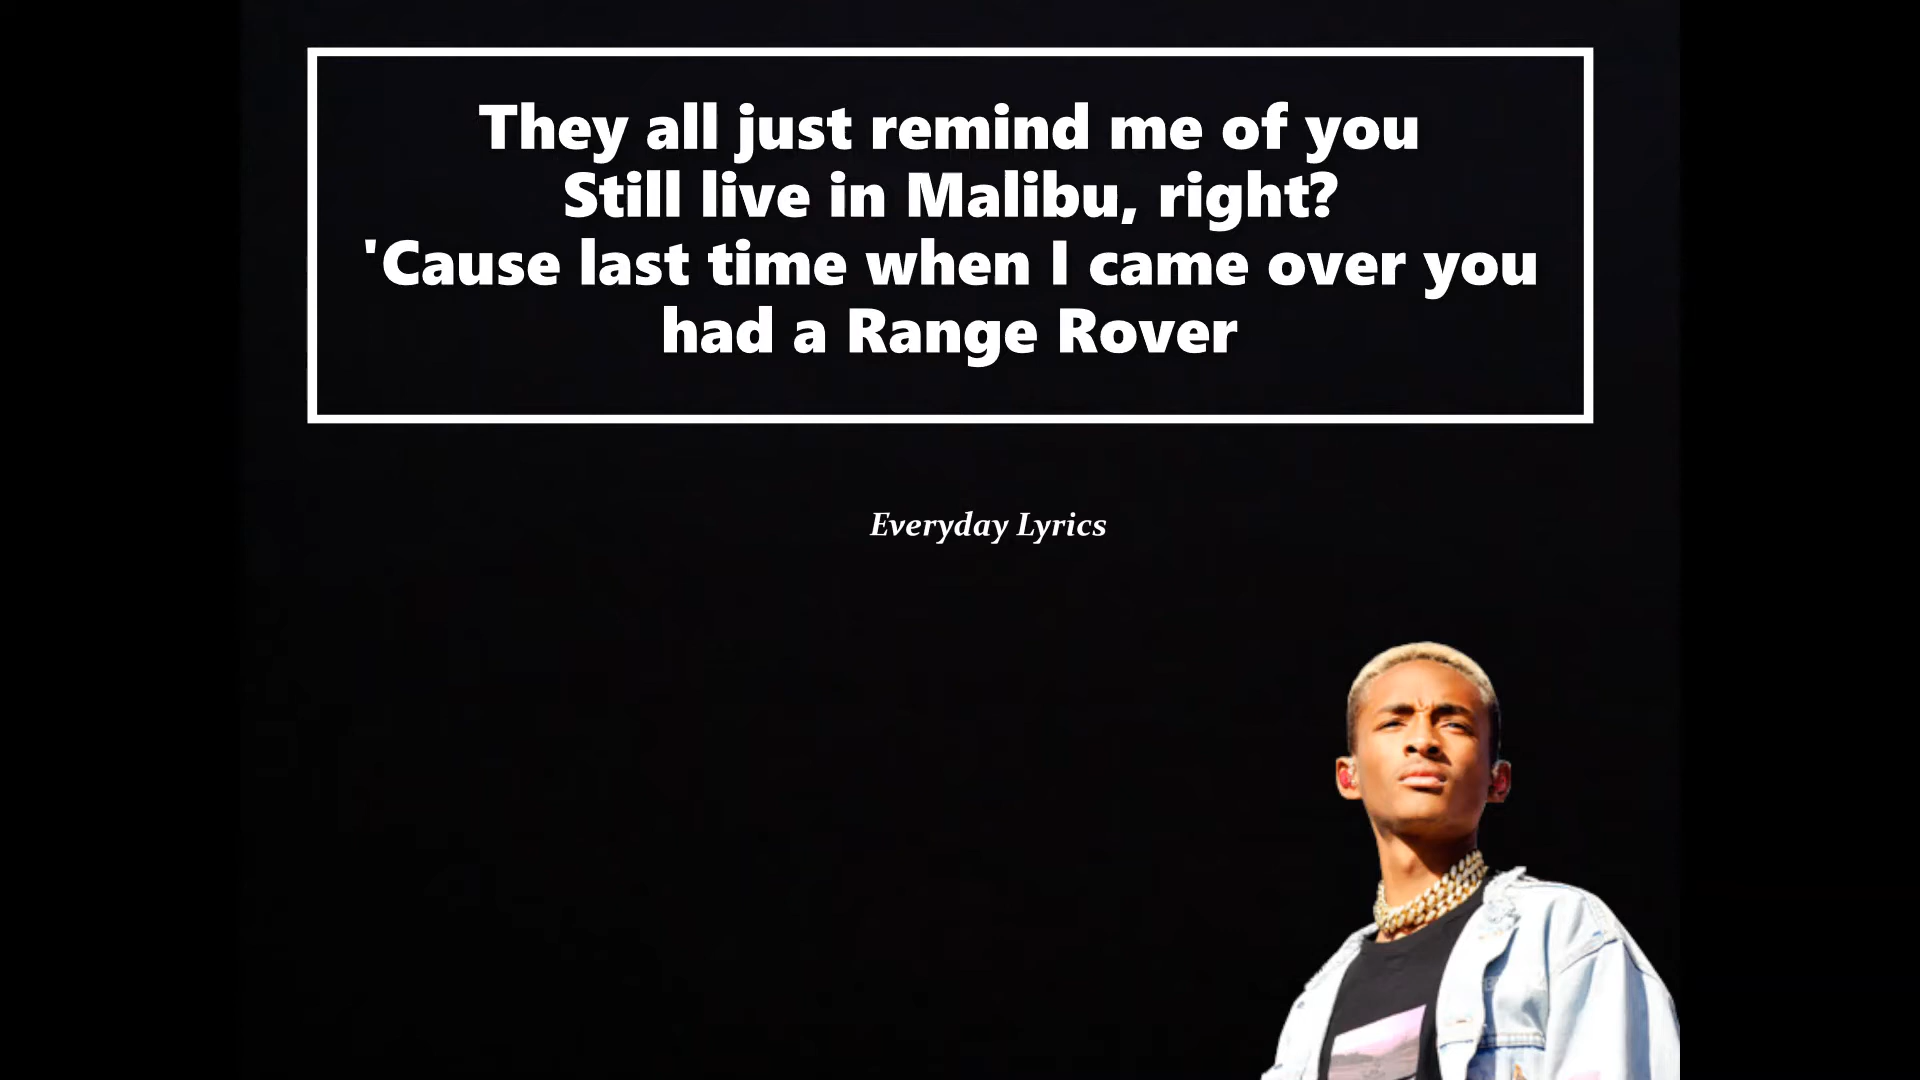 They all just remind me of you
Still live in Malibu, right?
'Cause last time when I came over you
had a Range Rover
Everyday Lyrics